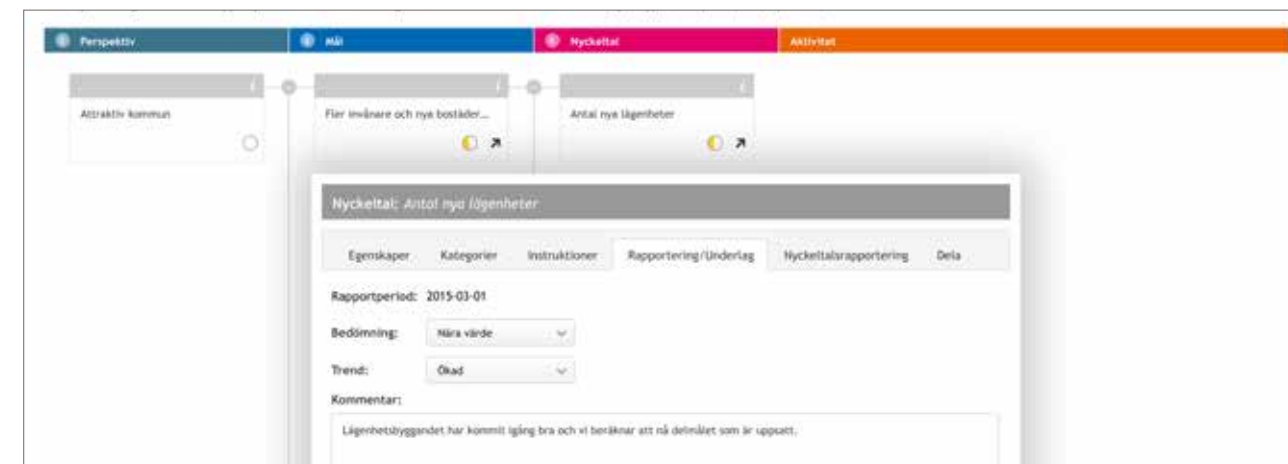 Perspektiv Mål Nyckeltal Aktivitet
Attraktiv kommun Fler invånare och nya bostäder... Antal nya lägenheter
Nyckeltal: Antal nya lägenheter
Egenskaper Kategorier Instruktioner Rapportering/Underlag Nyckeltalsrapportering Dela
Rapportperiod: 2015-03-01
Bedömning: Nära värde
Trend: Ökad
Kommentar:
Lägenhetsbyggandet har kommit igång bra och vi beräknar att nå delmålet som är uppsatt.